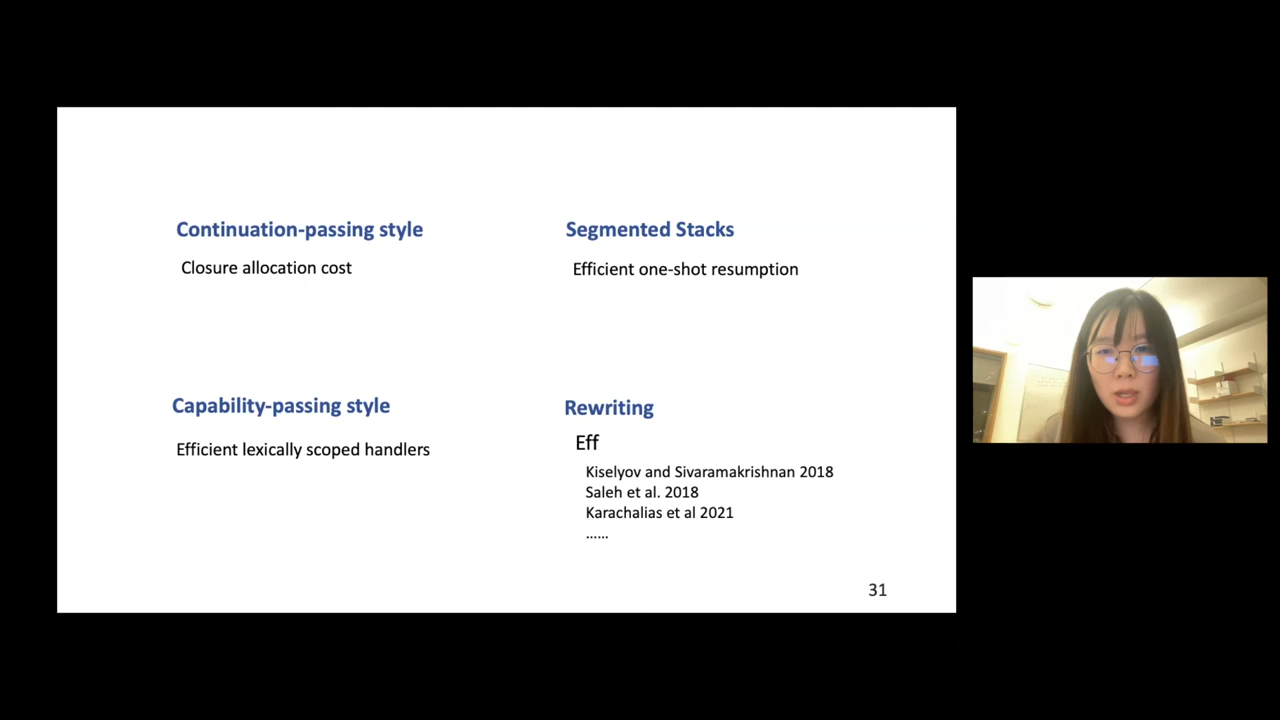 Continuation-passing style
Closure allocation cost
Segmented Stacks
Efficient one-shot resumption
Capability-passing style
Efficient lexically scoped handlers
Rewriting
Eff
Kiselyov and Sivaramakrishnan 2018
Saleh et al. 2018
Karachalias et al 2021
......
31